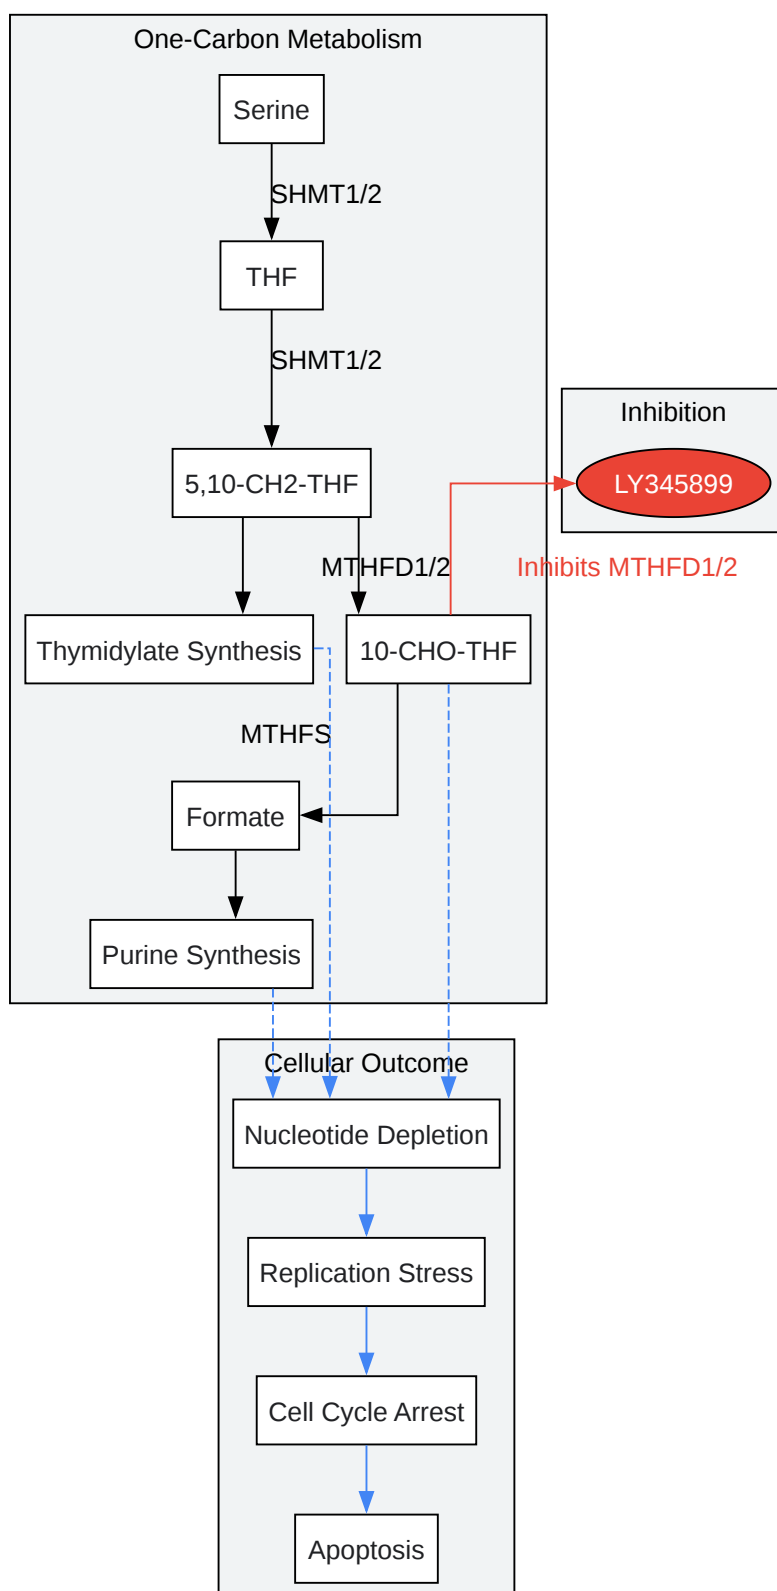 One-Carbon Metabolism
Serine
SHMT1/2
THF
SHMT1/2
Inhibition
5,10-CH2-THF
LY345899
MTHFD1/2
Inhibits MTHFD1/2
Thymidylate Synthesis
10-CHO-THF
MTHFS
Formate
Purine Synthesis
Cellular Outcome
Nucleotide Depletion
Replication Stress
Cell Cycle Arrest
Apoptosis